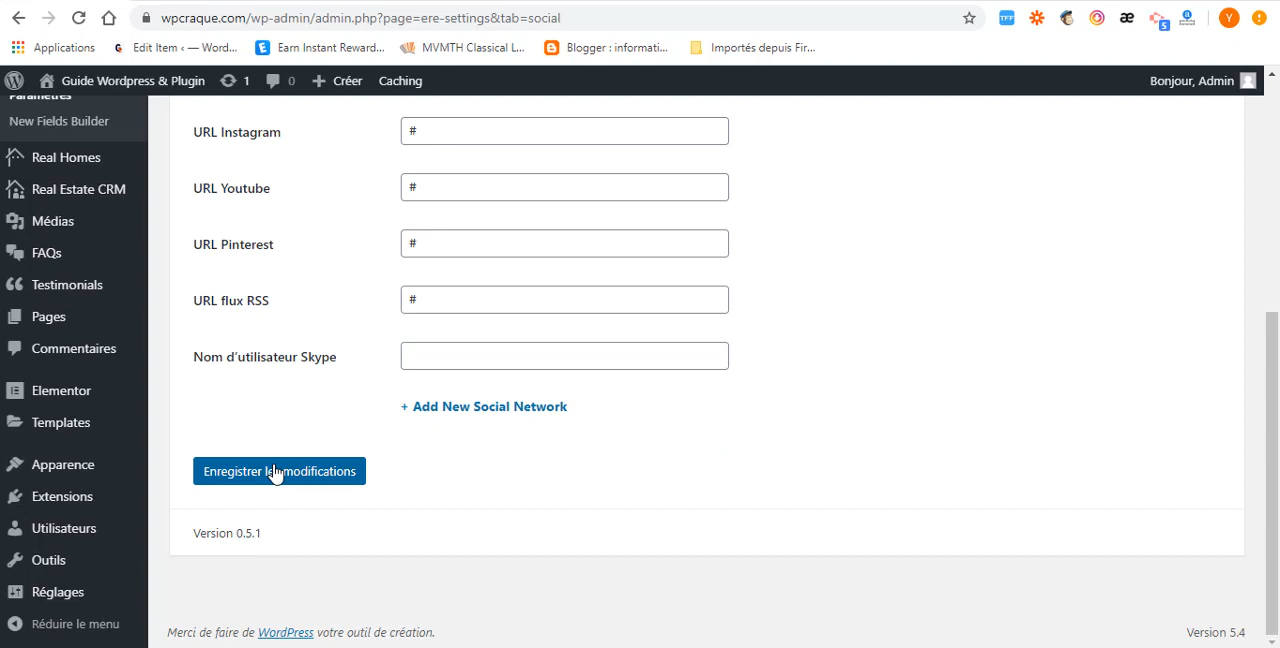 wpcraque.com/wp-admin/admin.php?page=ere-settings&tab=social
Applications
Edit Item ‹ — Word...
Earn Instant Reward...
MVMTH Classical L...
Blogger : informati...
Importés depuis Fir...
Guide Wordpress & Plugin
1
0
+ Créer
Caching
Bonjour, Admin
Paramètres
New Fields Builder
Real Homes
Real Estate CRM
Médias
FAQs
Testimonials
Pages
Commentaires
Elementor
Templates
Apparence
Extensions
Utilisateurs
Outils
Réglages
Réduire le menu
URL Instagram
#
URL Youtube
#
URL Pinterest
#
URL flux RSS
#
Nom d'utilisateur Skype
+ Add New Social Network
Enregistrer les modifications
Version 0.5.1
Merci de faire de WordPress votre outil de création.
Version 5.4
TFF
æ
5
Y